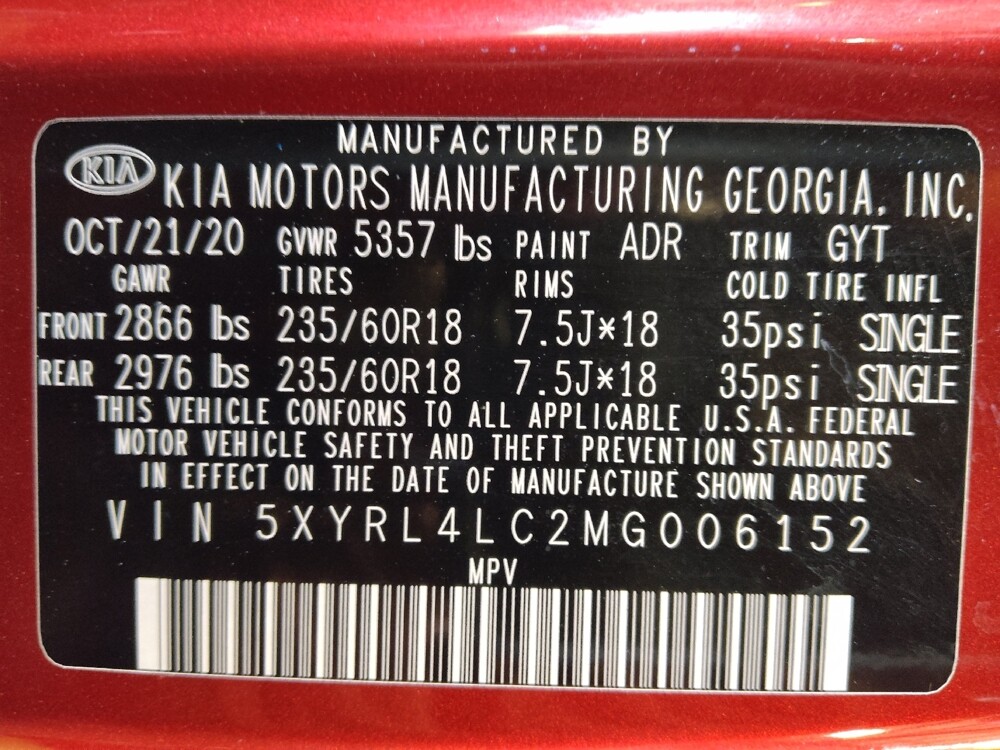 MANUFACTURED BY
KIA KIA MOTORS MANUFACTURING GEORGIA, INC.
OCT/21/20 GVWR 5357 lbs PAINT ADR TRIM GYT
GAWR TIRES RIMS COLD TIRE INFL
FRONT 2866 lbs 235/60R18 7.5J*18 35psi SINGLE
REAR 2976 lbs 235/60R18 7.5J*18 35psi SINGLE
THIS VEHICLE CONFORMS TO ALL APPLICABLE U.S.A. FEDERAL
MOTOR VEHICLE SAFETY AND THEFT PREVENTION STANDARDS
IN EFFECT ON THE DATE OF MANUFACTURE SHOWN ABOVE
VIN 5XYRL4LC2MG006152
MPV